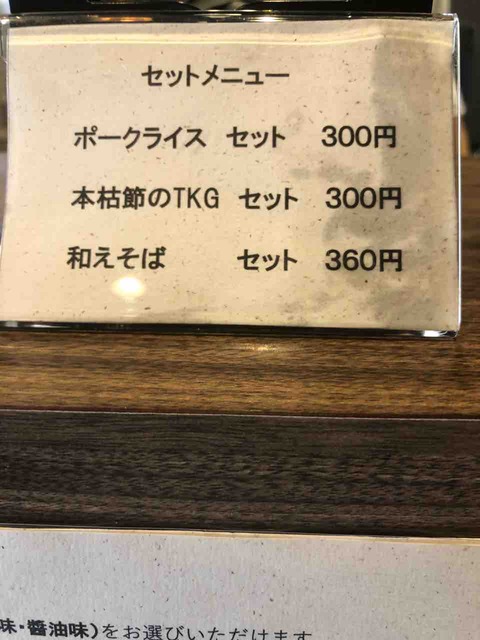 セットメニュー
ポークライス セット 300円
本枯節のTKG セット 300円
和えそば セット 360円
味・醤油味)をお選びいただけます